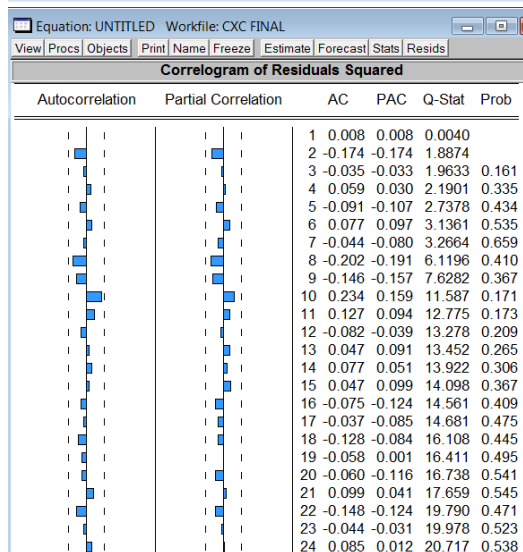 Equation: UNTITLED Workfile: CXC FINAL
View Procs Objects Print Name Freeze Estimate Forecast Stats Resids
Correlogram of Residuals Squared
Autocorrelation Partial Correlation AC PAC Q-Stat Prob
1 0.008 0.008 0.0040
2 -0.174 -0.174 1.8874
3 -0.035 -0.033 1.9633 0.161
4 0.059 0.030 2.1901 0.335
5 -0.091 -0.107 2.7378 0.434
6 0.077 0.097 3.1361 0.535
7 -0.044 -0.080 3.2664 0.659
8 -0.202 -0.191 6.1196 0.410
9 -0.146 -0.157 7.6282 0.367
10 0.234 0.159 11.587 0.171
11 0.127 0.094 12.775 0.173
12 -0.082 -0.039 13.278 0.209
13 0.047 0.091 13.452 0.265
14 0.077 0.051 13.922 0.306
15 0.047 0.099 14.098 0.367
16 -0.075 -0.124 14.561 0.409
17 -0.037 -0.085 14.681 0.475
18 -0.128 -0.084 16.108 0.445
19 -0.058 0.001 16.411 0.495
20 -0.060 -0.116 16.738 0.541
21 0.099 0.041 17.659 0.545
22 -0.148 -0.124 19.790 0.471
23 -0.044 -0.031 19.978 0.523
24 0.085 0.012 20.717 0.538